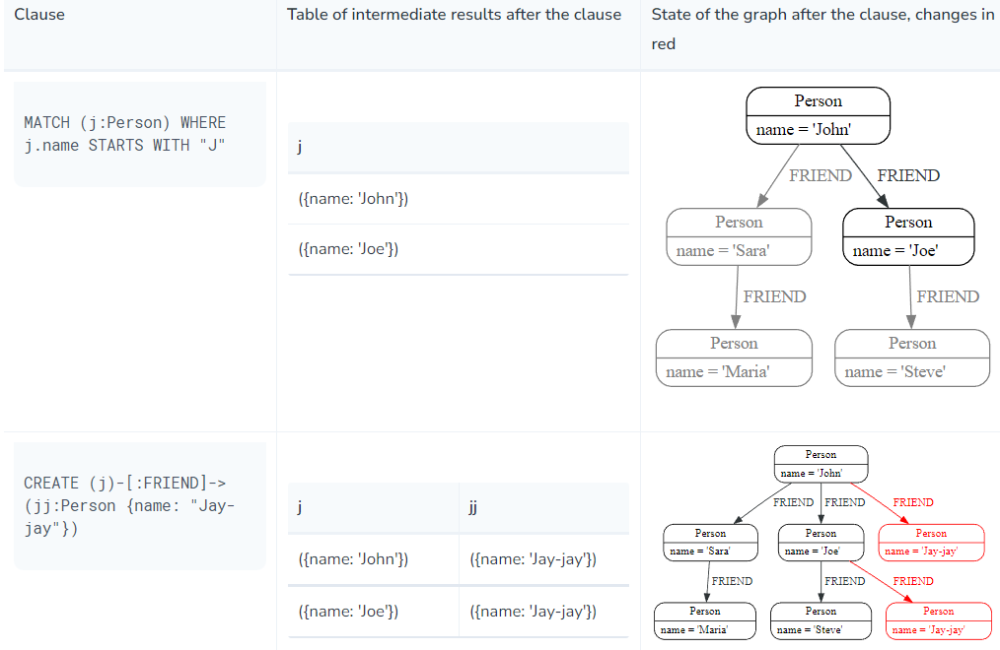 Clause
Table of intermediate results after the clause
State of the graph after the clause, changes in
red
MATCH (j:Person) WHERE
j.name STARTS WITH "J"
j
({name: 'John'})
({name: 'Joe'})
Person
name = 'John'
FRIEND
FRIEND
Person
name = 'Sara'
Person
name = 'Joe'
FRIEND
FRIEND
Person
name = 'Maria'
Person
name = 'Steve'
CREATE (j)-[:FRIEND]->
(jj:Person {name: "Jay-
jay"})
j
jj
({name: 'John'})
({name: 'Jay-jay'})
({name: 'Joe'})
({name: 'Jay-jay'})
Person
name = 'John'
FRIEND
FRIEND
FRIEND
Person
name = 'Sara'
Person
name = 'Joe'
Person
name = 'Jay-jay'
FRIEND
FRIEND
FRIEND
Person
name = 'Maria'
Person
name = 'Steve'
Person
name = 'Jay-jay'